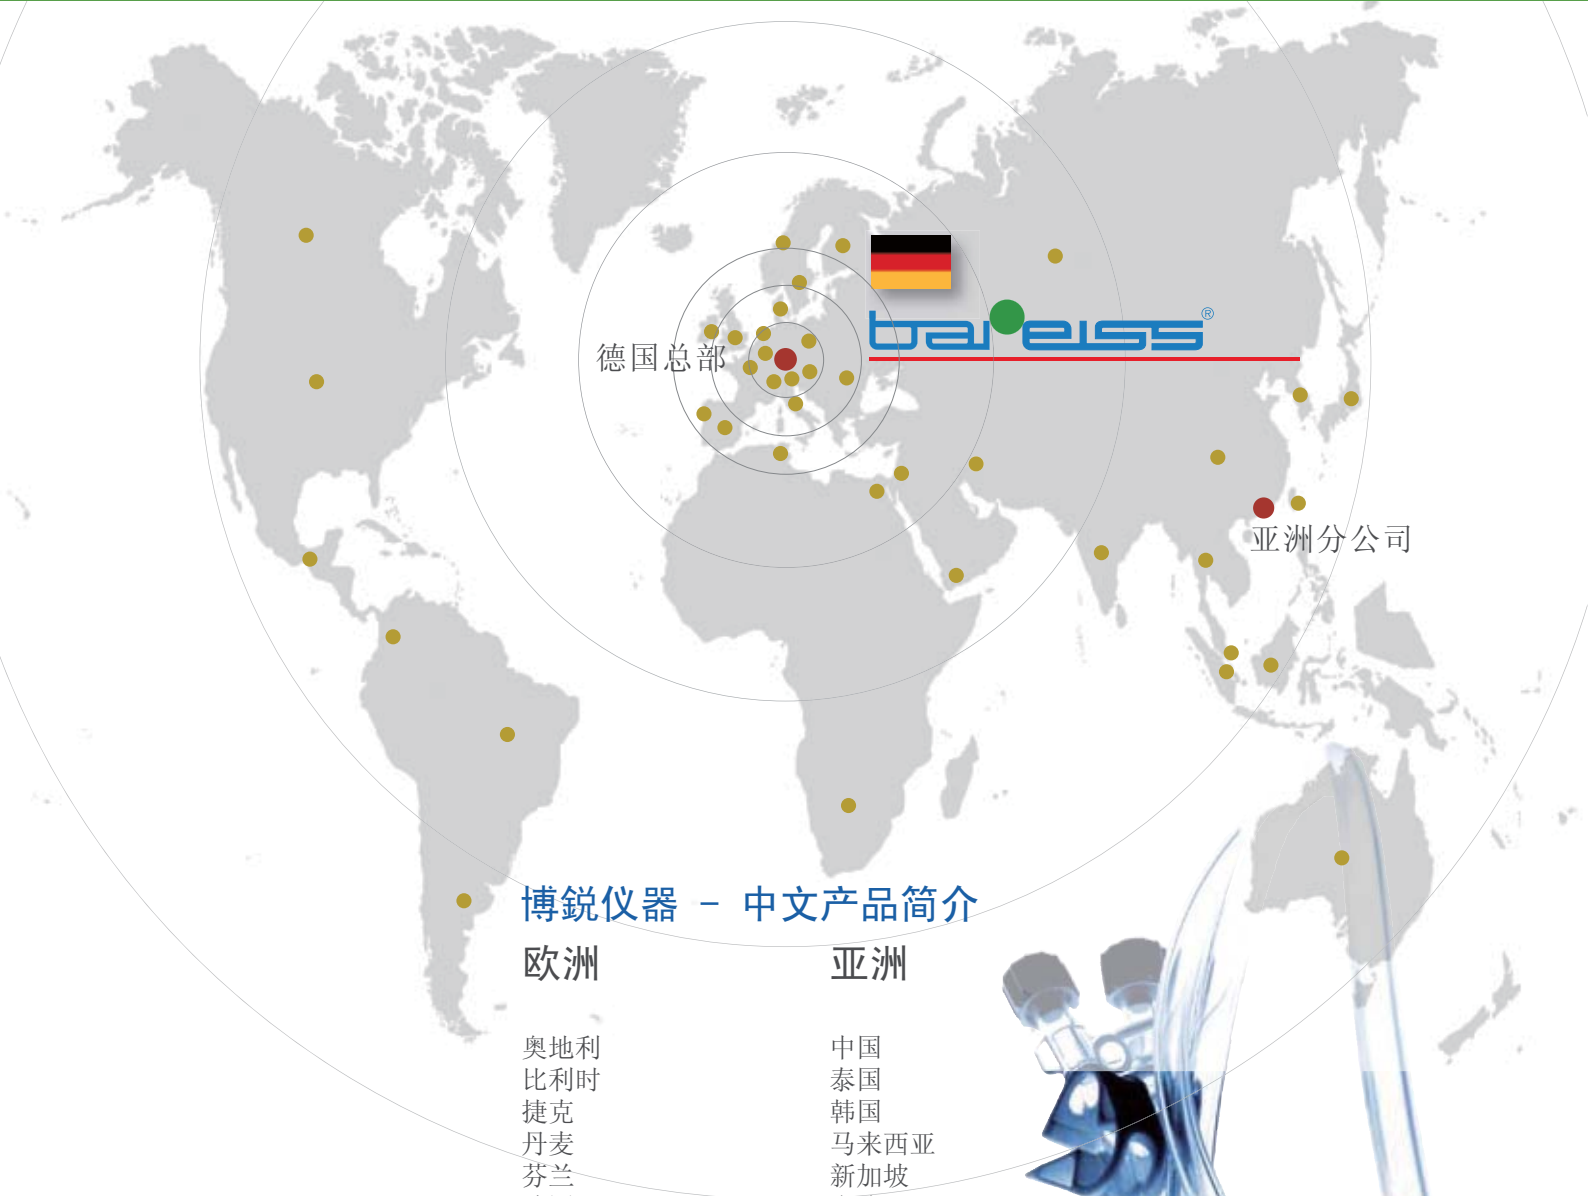 bareiss®
德国总部
亚洲分公司
博鋭仪器 - 中文产品简介
欧洲
奥地利
比利时
捷克
丹麦
芬兰
亚洲
中国
泰国
韩国
马来西亚
新加坡